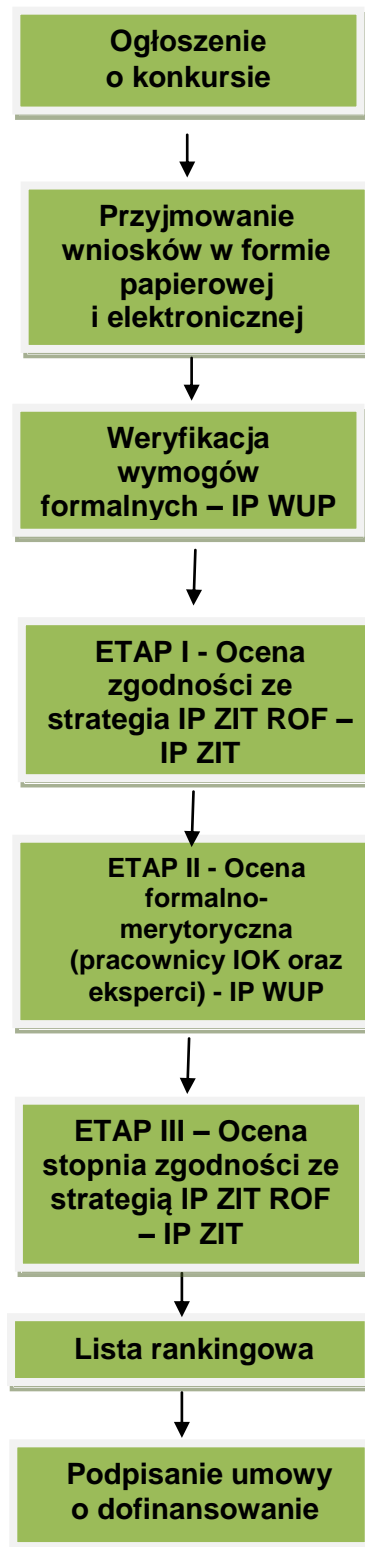 Ogłoszenie
o konkursie
Przyjmowanie
wniosków w formie
papierowej
i elektronicznej
Weryfikacja
wymogów
formalnych – IP WUP
ETAP I - Ocena
zgodności ze
strategia IP ZIT ROF –
IP ZIT
ETAP II - Ocena
formalno-
merytoryczna
(pracownicy IOK oraz
eksperci) - IP WUP
ETAP III – Ocena
stopnia zgodności ze
strategią IP ZIT ROF
– IP ZIT
Lista rankingowa
Podpisanie umowy
o dofinansowanie